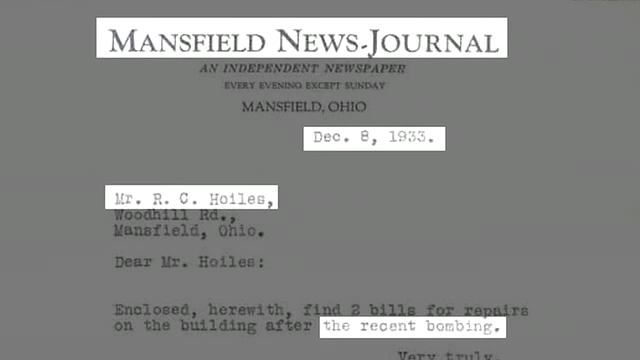 MANSFIELD NEWS-JOURNAL
AN INDEPENDENT NEWSPAPER
EVERY EVENING EXCEPT SUNDAY
MANSFIELD, OHIO
Dec. 8, 1933.
Mr. R. C. Hoiles,
Woodhill Rd.,
Mansfield, Ohio.
Dear Mr. Hoiles:
Enclosed, herewith, find 2 bills for repairs
on the building after the recent bombing.
Very truly,